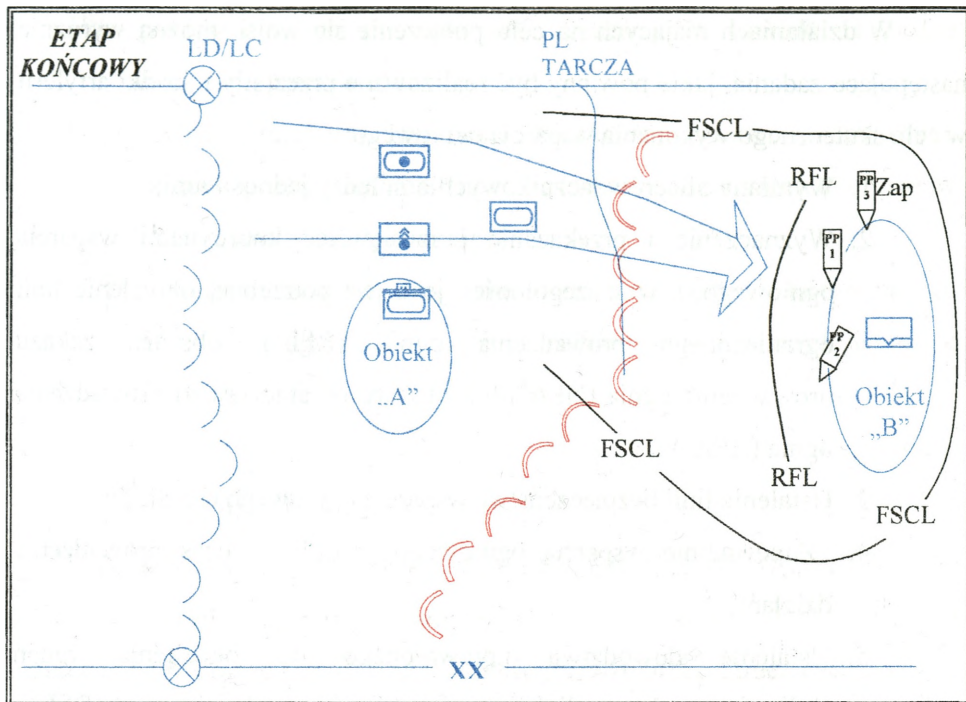 ETAP
KOŃCOWY
LD/LC
PL
TARCZA
FSCL
RFL
PP
3
Zap
PP
1
PP
2
Obiekt
„A”
Obiekt
„B”
FSCL
RFL
FSCL
XX